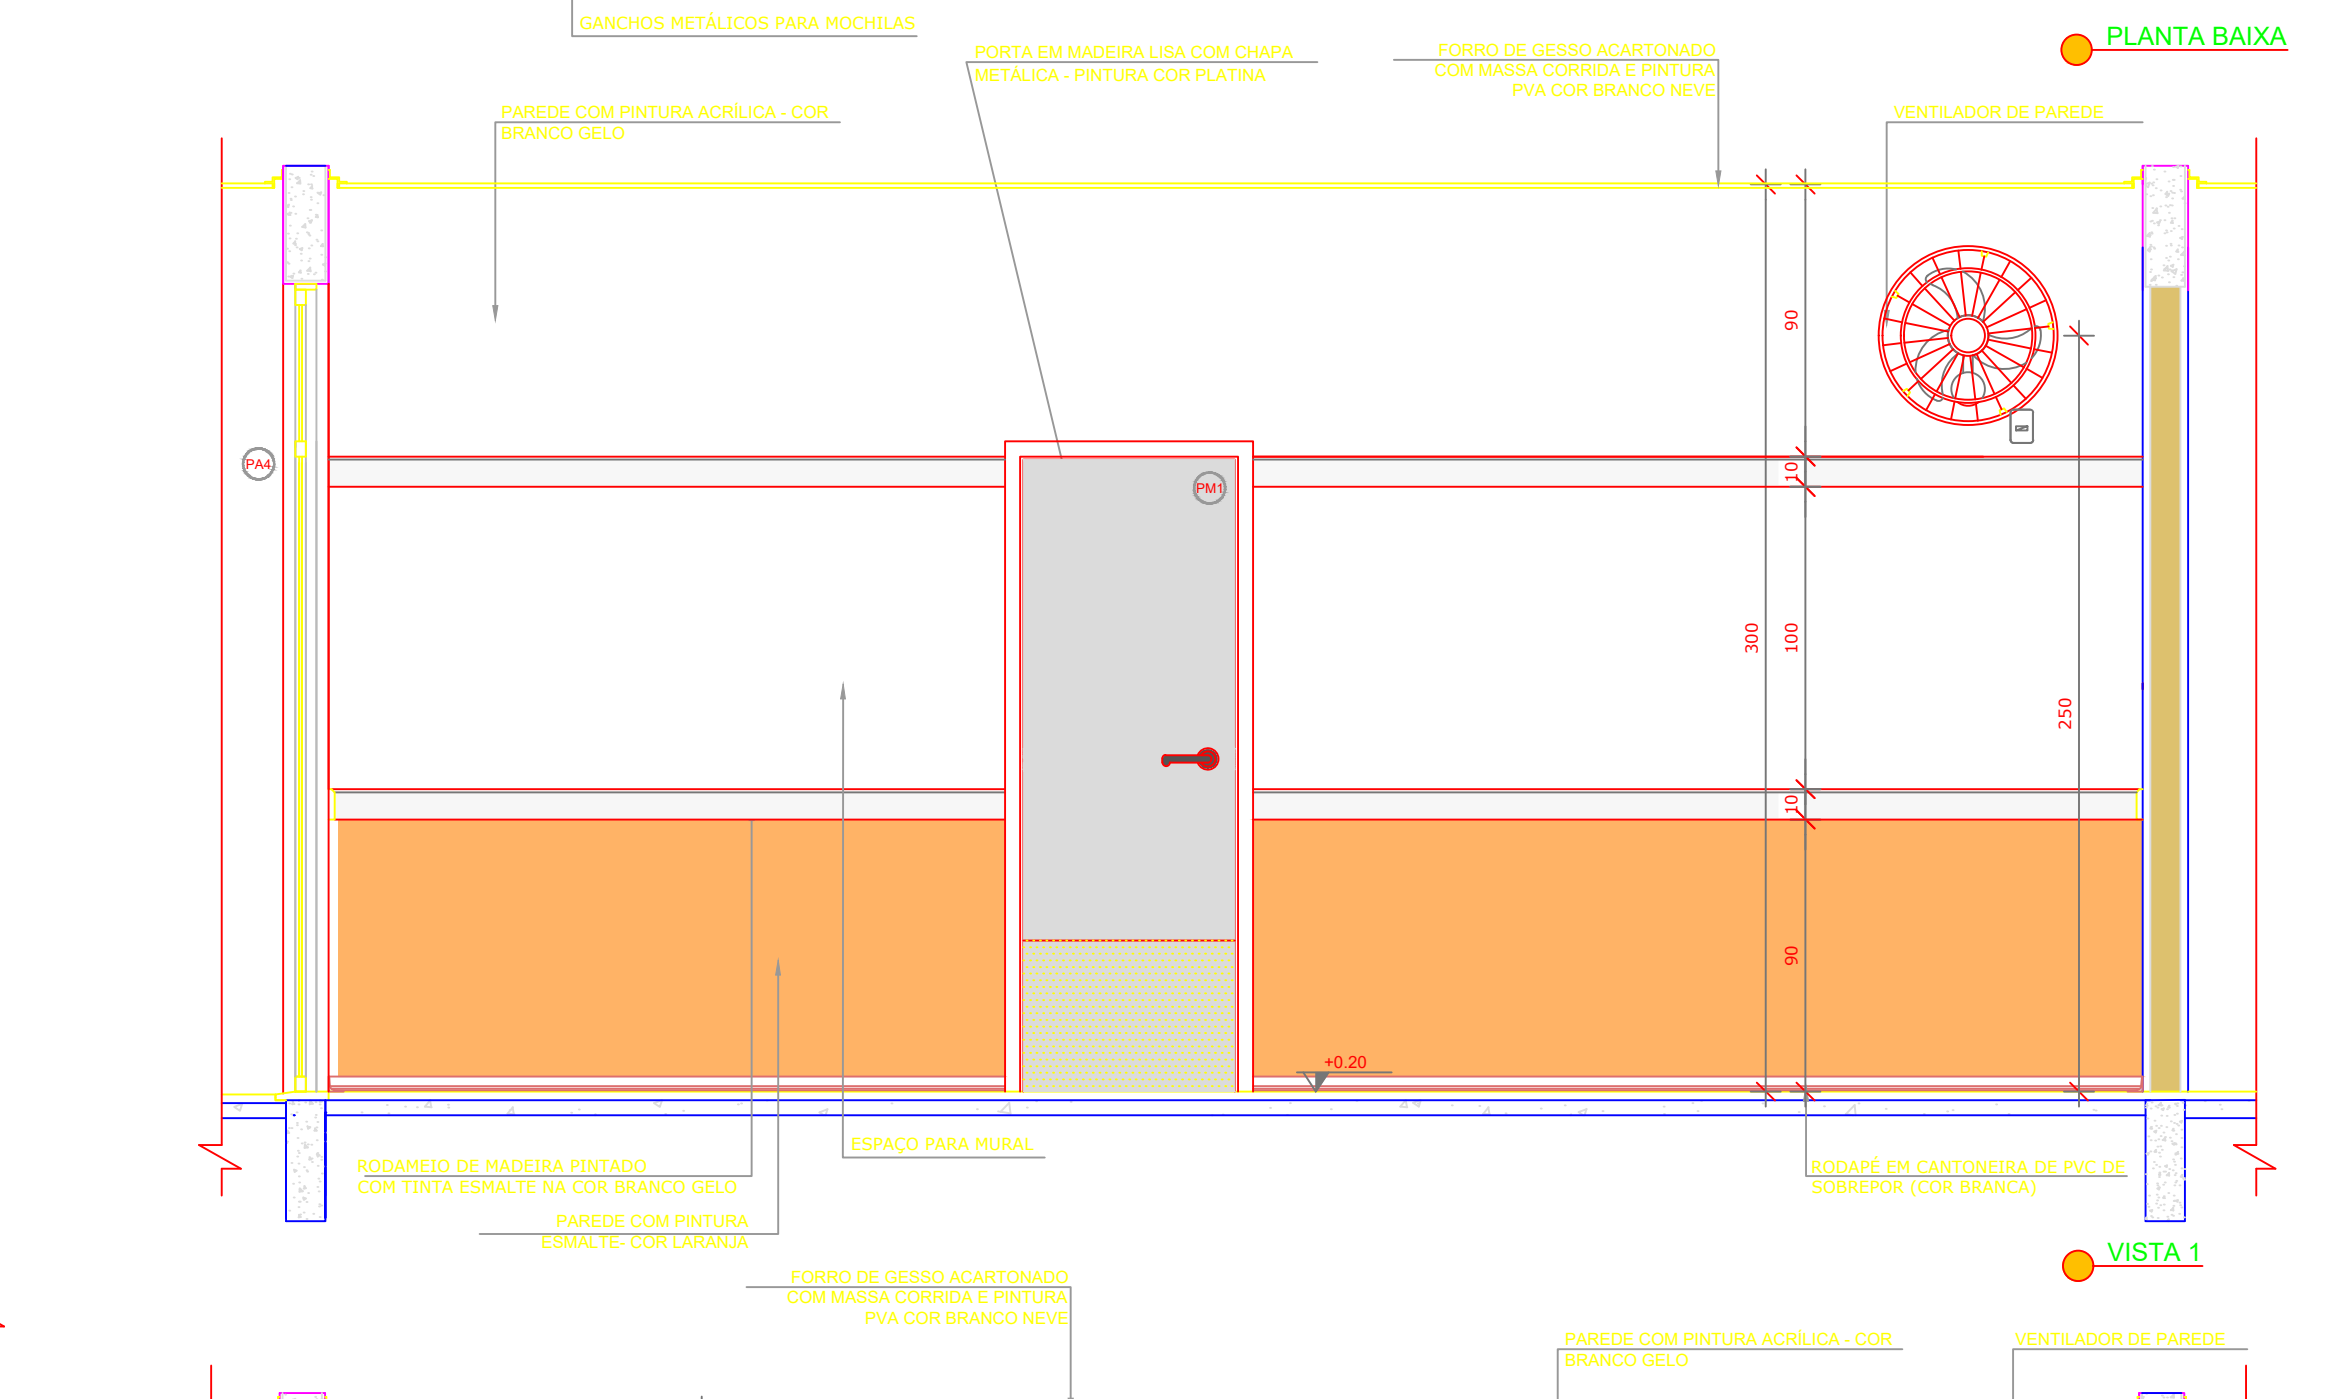 GANCHOS METÁLICOS PARA MOCHILAS
PLANTA BAIXA
PORTA EM MADEIRA LISA COM CHAPA
METÁLICA - PINTURA COR PLATINA
FORRO DE GESSO ACARTONADO
COM MASSA CORRIDA E PINTURA
PVA COR BRANCO NEVE
PAREDE COM PINTURA ACRÍLICA - COR
BRANCO GELO
VENTILADOR DE PAREDE
90
PA4
PM1
10
300
100
250
10
90
+0.20
ESPAÇO PARA MURAL
RODAMEIO DE MADEIRA PINTADO
COM TINTA ESMALTE NA COR BRANCO GELO
RODAPÉ EM CANTONEIRA DE PVC DE
SOBREPOR (COR BRANCA)
PAREDE COM PINTURA
ESMALTE- COR LARANJA
VISTA 1
FORRO DE GESSO ACARTONADO
COM MASSA CORRIDA E PINTURA
PVA COR BRANCO NEVE
PAREDE COM PINTURA ACRÍLICA - COR
BRANCO GELO
VENTILADOR DE PAREDE